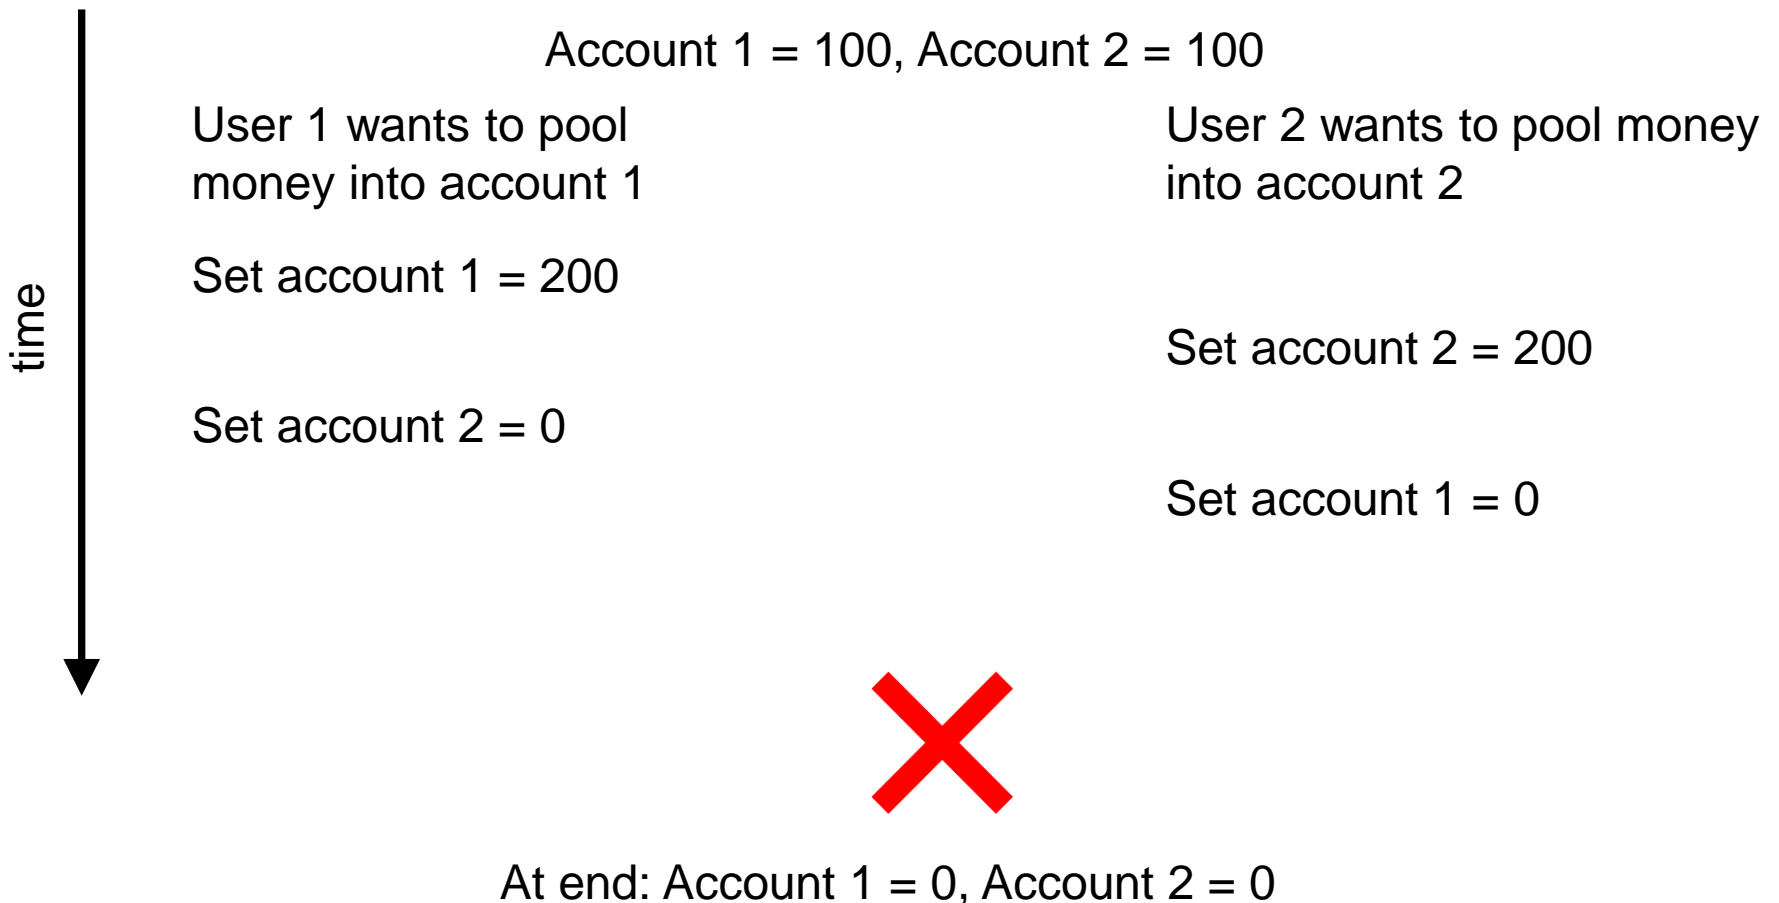 Account 1 = 100, Account 2 = 100
User 1 wants to pool
money into account 1
User 2 wants to pool money
into account 2
time
Set account 1 = 200
Set account 2 = 200
Set account 2 = 0
Set account 1 = 0
At end: Account 1 = 0, Account 2 = 0